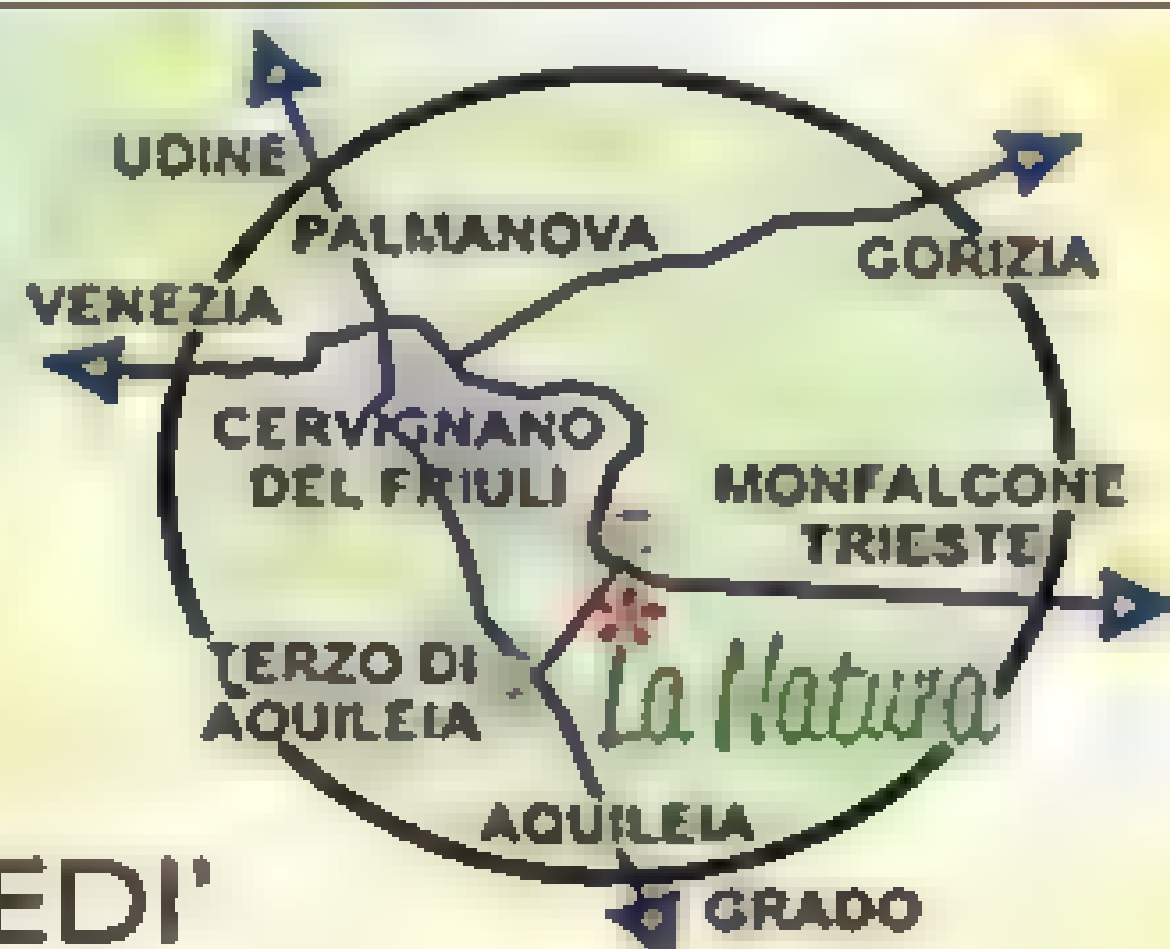 UDINE
PALMANOVA
GORIZIA
VENEZIA
CERVIGNANO
DEL FRIULI
MONFALCONE
TRIESTE
TERZO DI
AQUILEIA
La Natura
AQUILEIA
EDI'
GRADO